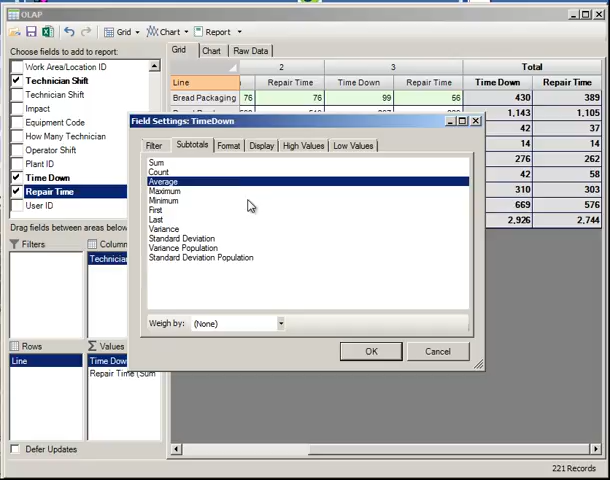 OLAP
Grid Chart Report
Choose fields to add to report:
Work Area/Location ID
Technician Shift
Technician Shift
Impact
Equipment Code
How Many Technician
Operator Shift
Plant ID
Time Down
Repair Time
User ID
Drag fields between areas below:
Filters
Column
Technician
Rows
Values
Line
Time Down
Repair Time (Sum
Defer Updates
Grid Chart Raw Data
2 3 Total
Line Repair Time Time Down Repair Time Time Down Repair Time
Bread Packaging 76 76 99 56 430 389
1,143 1,105
42 37
14 14
276 262
42 58
310 303
669 576
2,926 2,744
Field Settings: TimeDown
Filter Subtotals Format Display High Values Low Values
Sum
Count
Average
Maximum
Minimum
First
Last
Variance
Standard Deviation
Variance Population
Standard Deviation Population
Weigh by: (None)
OK Cancel
221 Records